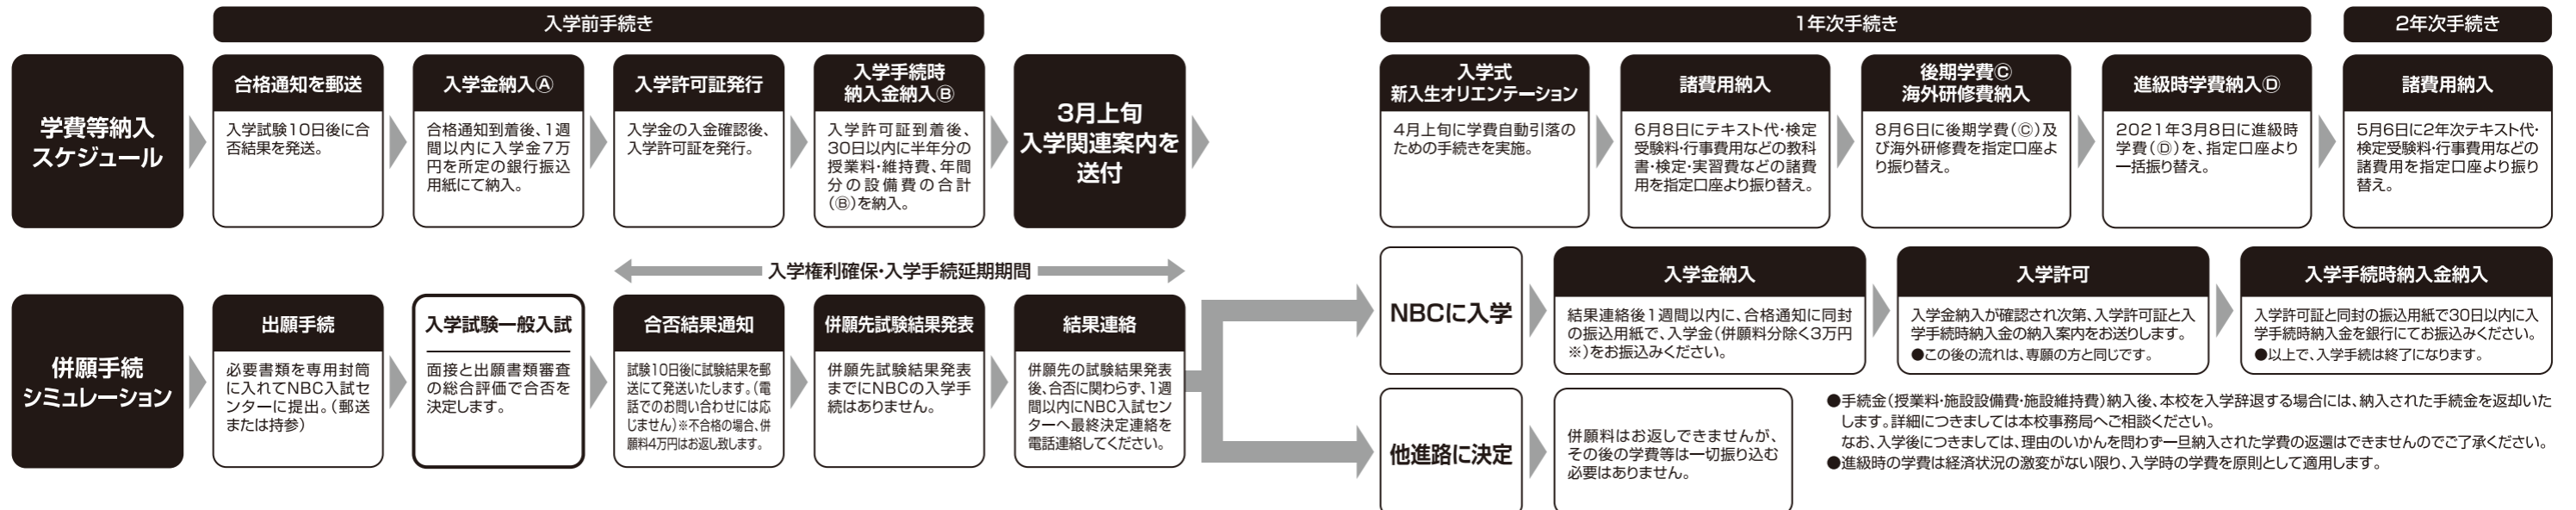 入学前手続き
1年次手続き
2年次手続き
学費等納入
スケジュール
合格通知を郵送
入学試験10日後に合
否結果を発送。
入学金納入Ⓐ
合格通知到着後、1週
間以内に入学金7万
円を所定の銀行振込
用紙にて納入。
入学許可証発行
入学金の入金確認後、
入学許可証を発行。
入学手続時
納入金納入Ⓑ
入学許可証到着後、
30日以内に半年分の
授業料・維持費、年間
分の設備費の合計
（Ⓑ）を納入。
3月上旬
入学関連案内を
送付
入学式
新入生オリエンテーション
4月上旬に学費自動引落の
ための手続きを実施。
諸費用納入
6月8日にテキスト代・検定
受験料・行事費用などの教科
書・検定・実習費などの諸費
用を指定口座より振り替え。
後期学費Ⓒ
海外研修費納入
8月6日に後期学費（Ⓒ）及
び海外研修費を指定口座よ
り振り替え。
進級時学費納入Ⓓ
2021年3月8日に進級時
学費（Ⓓ）を、指定口座より
一括振り替え。
諸費用納入
5月6日に2年次テキスト代・
検定受験料・行事費用などの
諸費用を指定口座より振り
替え。
入学権利確保・入学手続延期期間
併願手続
シミュレーション
出願手続
必要書類を専用封筒
に入れてNBC入試セ
ンターに提出。（郵送
または持参）
入学試験一般入試
面接と出願書類審査
の総合評価で合否を
決定します。
合否結果通知
試験10日後に試験結果を郵
送にて発送いたします。（電
話でのお問い合わせには応
じません）※不合格の場合、併
願料4万円はお返し致します。
併願先試験結果発表
併願先試験結果発表
までにNBCの入学手
続はありません。
結果連絡
併願先の試験結果発表
後、合否に関わらず、1週
間以内にNBC入試セン
ターへ最終決定連絡を
電話連絡してください。
NBCに入学
入学金納入
結果連絡後1週間以内に、合格通知に同封
の振込用紙で、入学金（併願料分除く3万円
※）をお振込みください。
入学許可
入学金納入が確認され次第、入学許可証と入
学手続時納入金の納入案内をお送りします。
●この後の流れは、専願の方と同じです。
入学手続時納入金納入
入学許可証と同封の振込用紙で30日以内に入
学手続時納入金を銀行にてお振込みください。
●以上で、入学手続は終了になります。
他進路に決定
併願料はお返しできませんが、
その後の学費等は一切振り込む
必要はありません。
●手続金（授業料・施設設備費・施設維持費）納入後、本校を入学辞退する場合には、納入された手続金を返却いた
します。詳細につきましては本校事務局へご相談ください。
なお、入学後につきましては、理由のいかんを問わず一旦納入された学費の返還はできませんのでご了承ください。
●進級時の学費は経済状況の激変がない限り、入学時の学費を原則として適用します。